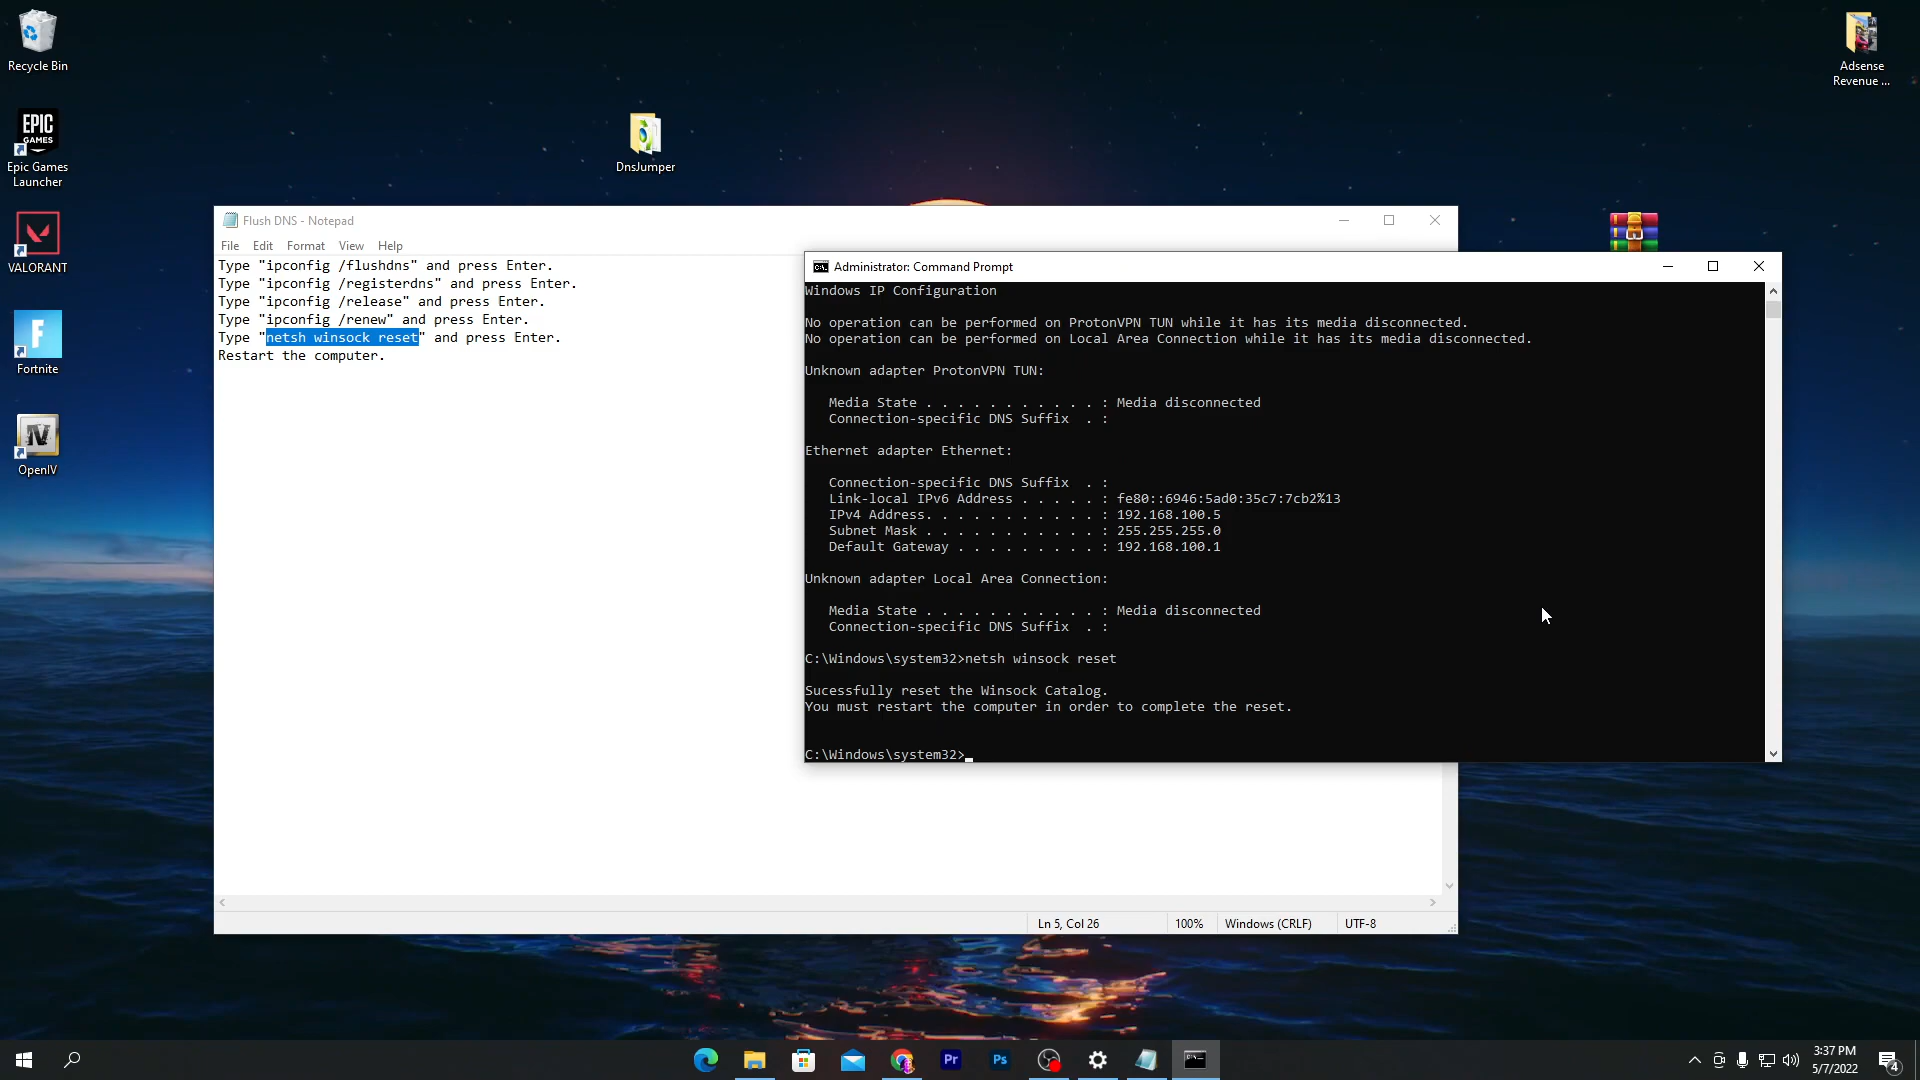 Recycle Bin
EPIC
GAMES
Epic Games
Launcher
VALORANT
Fortnite
OpenIV
DnsJumper
Adsense
Revenue ...
Flush DNS - Notepad
File Edit Format View Help
Type "ipconfig /flushdns" and press Enter.
Type "ipconfig /registerdns" and press Enter.
Type "ipconfig /release" and press Enter.
Type "ipconfig /renew" and press Enter.
Type "netsh winsock reset" and press Enter.
Restart the computer.
Ln 5, Col 26 100% Windows (CRLF) UTF-8
Administrator: Command Prompt
Windows IP Configuration
No operation can be performed on ProtonVPN TUN while it has its media disconnected.
No operation can be performed on Local Area Connection while it has its media disconnected.
Unknown adapter ProtonVPN TUN:
Media State . . . . . . . . . . . : Media disconnected
Connection-specific DNS Suffix  . :
Ethernet adapter Ethernet:
Connection-specific DNS Suffix  . :
Link-local IPv6 Address . . . . . : fe80::6946:5ad0:35c7:7cb2%13
IPv4 Address. . . . . . . . . . . : 192.168.100.5
Subnet Mask . . . . . . . . . . . : 255.255.255.0
Default Gateway . . . . . . . . . : 192.168.100.1
Unknown adapter Local Area Connection:
Media State . . . . . . . . . . . : Media disconnected
Connection-specific DNS Suffix  . :
C:\Windows\system32>netsh winsock reset
Sucessfully reset the Winsock Catalog.
You must restart the computer in order to complete the reset.
C:\Windows\system32>
Pr
Ps
3:37 PM
5/7/2022
4